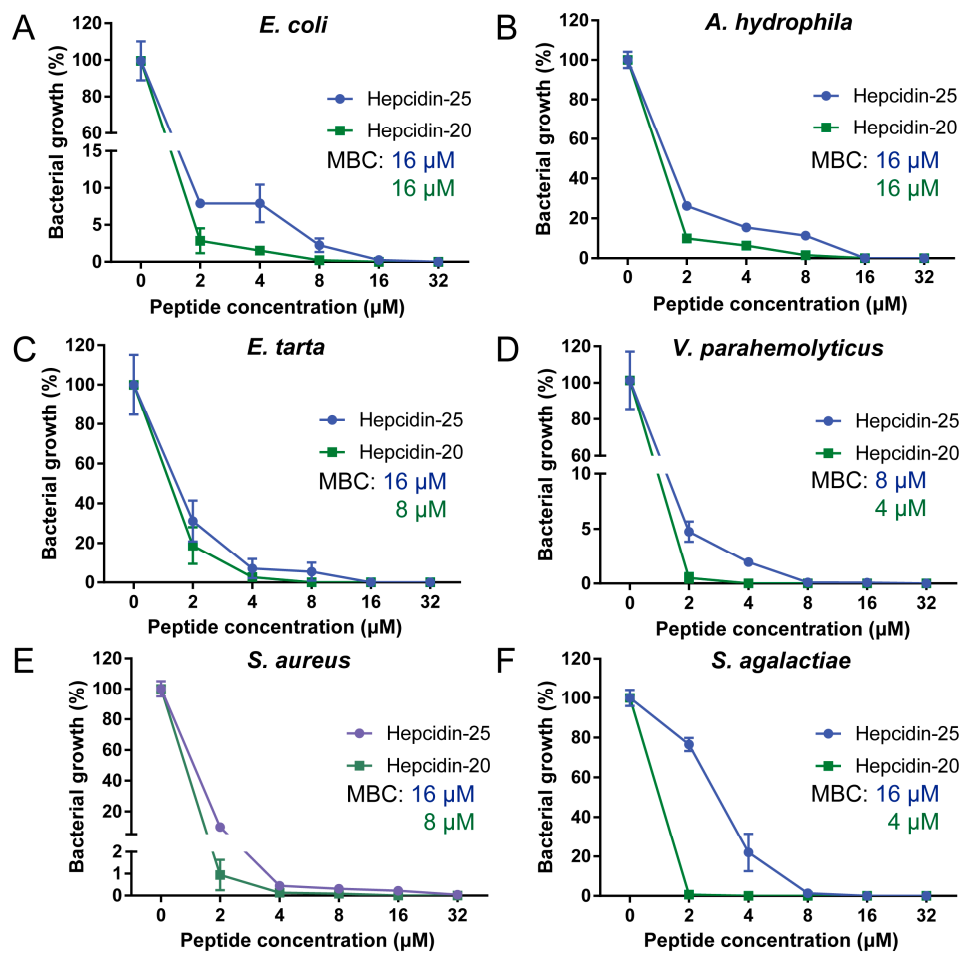 A
E. coli
Bacterial growth (%)
120
100
80
60
15
10
5
0
Hepcidin-25
Hepcidin-20
MBC: 16 µM
16 µM
0 2 4 8 16 32
Peptide concentration (µM)
B
A. hydrophila
Bacterial growth (%)
120
100
80
60
40
20
0
Hepcidin-25
Hepcidin-20
MBC: 16 µM
16 µM
0 2 4 8 16 32
Peptide concentration (µM)
C
E. tarta
Bacterial growth (%)
120
100
80
60
40
20
0
Hepcidin-25
Hepcidin-20
MBC: 16 µM
8 µM
0 2 4 8 16 32
Peptide concentration (µM)
D
V. parahemolyticus
Bacterial growth (%)
120
100
80
60
10
5
0
Hepcidin-25
Hepcidin-20
MBC: 8 µM
4 µM
0 2 4 8 16 32
Peptide concentration (µM)
E
S. aureus
Bacterial growth (%)
120
100
80
60
40
20
2
1
0
Hepcidin-25
Hepcidin-20
MBC: 16 µM
8 µM
0 2 4 8 16 32
Peptide concentration (µM)
F
S. agalactiae
Bacterial growth (%)
120
100
80
60
40
20
0
Hepcidin-25
Hepcidin-20
MBC: 16 µM
4 µM
0 2 4 8 16 32
Peptide concentration (µM)